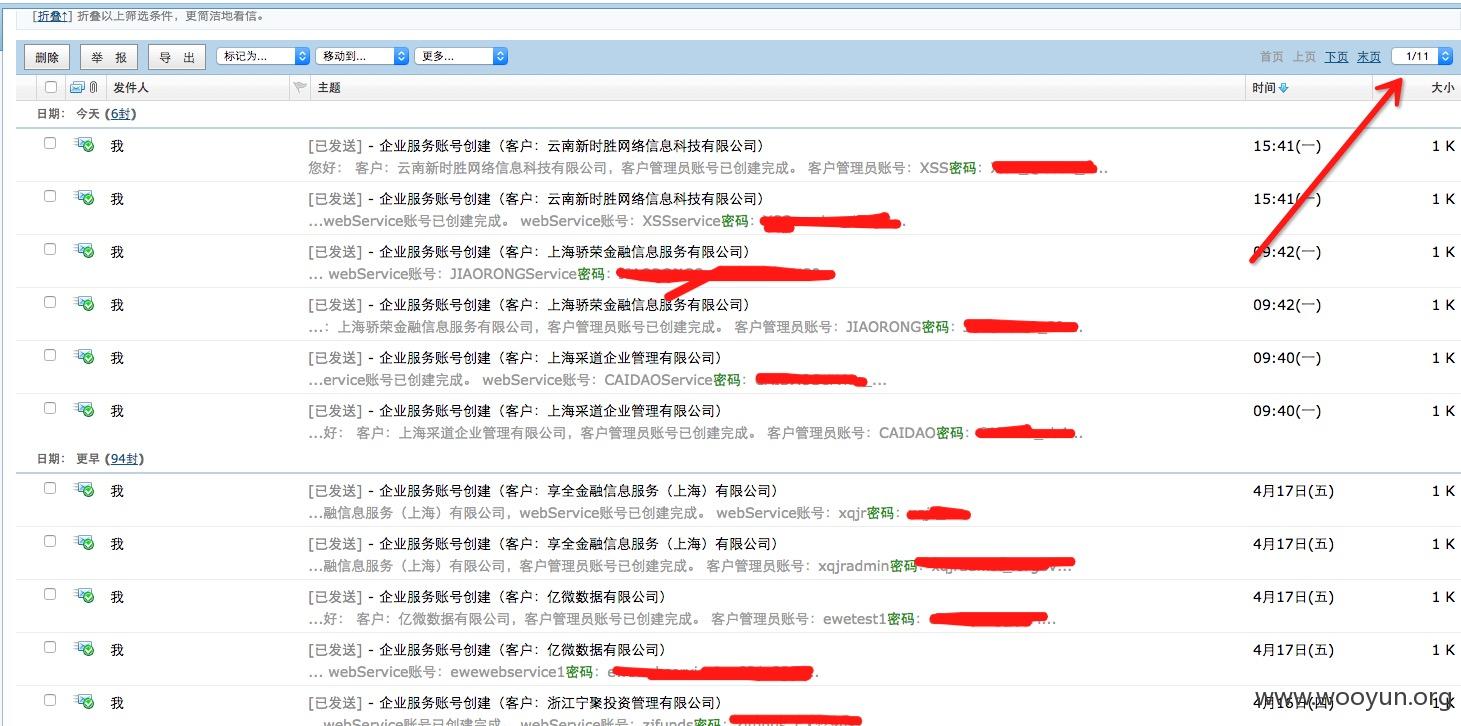 [折叠↑] 折叠以上筛选条件，更简洁地看信。
删除 举 报 导 出 标记为... 移动到... 更多... 首页 上页 下页 末页 1/11
发件人 主题 时间 大小
日期： 今天 (6封)
我 [已发送] - 企业服务账号创建（客户：云南新时胜网络信息科技有限公司） 15:41(一) 1 K
您好： 客户：云南新时胜网络信息科技有限公司，客户管理员账号已创建完成。 客户管理员账号：XSS密码： ..
我 [已发送] - 企业服务账号创建（客户：云南新时胜网络信息科技有限公司） 15:41(一) 1 K
...webService账号已创建完成。 webService账号：XSSservice密码：
我 [已发送] - 企业服务账号创建（客户：上海骄荣金融信息服务有限公司） 09:42(一) 1 K
... webService账号：JIAORONGService密码：
我 [已发送] - 企业服务账号创建（客户：上海骄荣金融信息服务有限公司） 09:42(一) 1 K
...：上海骄荣金融信息服务有限公司，客户管理员账号已创建完成。 客户管理员账号：JIAORONG密码：
我 [已发送] - 企业服务账号创建（客户：上海采道企业管理有限公司） 09:40(一) 1 K
...ervice账号已创建完成。 webService账号：CAIDAOService密码： ...
我 [已发送] - 企业服务账号创建（客户：上海采道企业管理有限公司） 09:40(一) 1 K
...好： 客户：上海采道企业管理有限公司，客户管理员账号已创建完成。 客户管理员账号：CAIDAO密码： ..
日期： 更早 (94封)
我 [已发送] - 企业服务账号创建（客户：享全金融信息服务（上海）有限公司） 4月17日(五) 1 K
...融信息服务（上海）有限公司，webService账号已创建完成。 webService账号：xqjr密码：
我 [已发送] - 企业服务账号创建（客户：享全金融信息服务（上海）有限公司） 4月17日(五) 1 K
...融信息服务（上海）有限公司，客户管理员账号已创建完成。 客户管理员账号：xqjradmin密码 ...
我 [已发送] - 企业服务账号创建（客户：亿微数据有限公司） 4月17日(五) 1 K
...好： 客户：亿微数据有限公司，客户管理员账号已创建完成。 客户管理员账号：ewetest1密码： ...
我 [已发送] - 企业服务账号创建（客户：亿微数据有限公司） 4月17日(五) 1 K
... webService账号：ewewebservice1密码：
我 [已发送] - 企业服务账号创建（客户：浙江宁聚投资管理有限公司） 4月16日(四) 1 K
...webService账号已创建完成。 webService账号：zjfunds密码：
www.wooyun.org